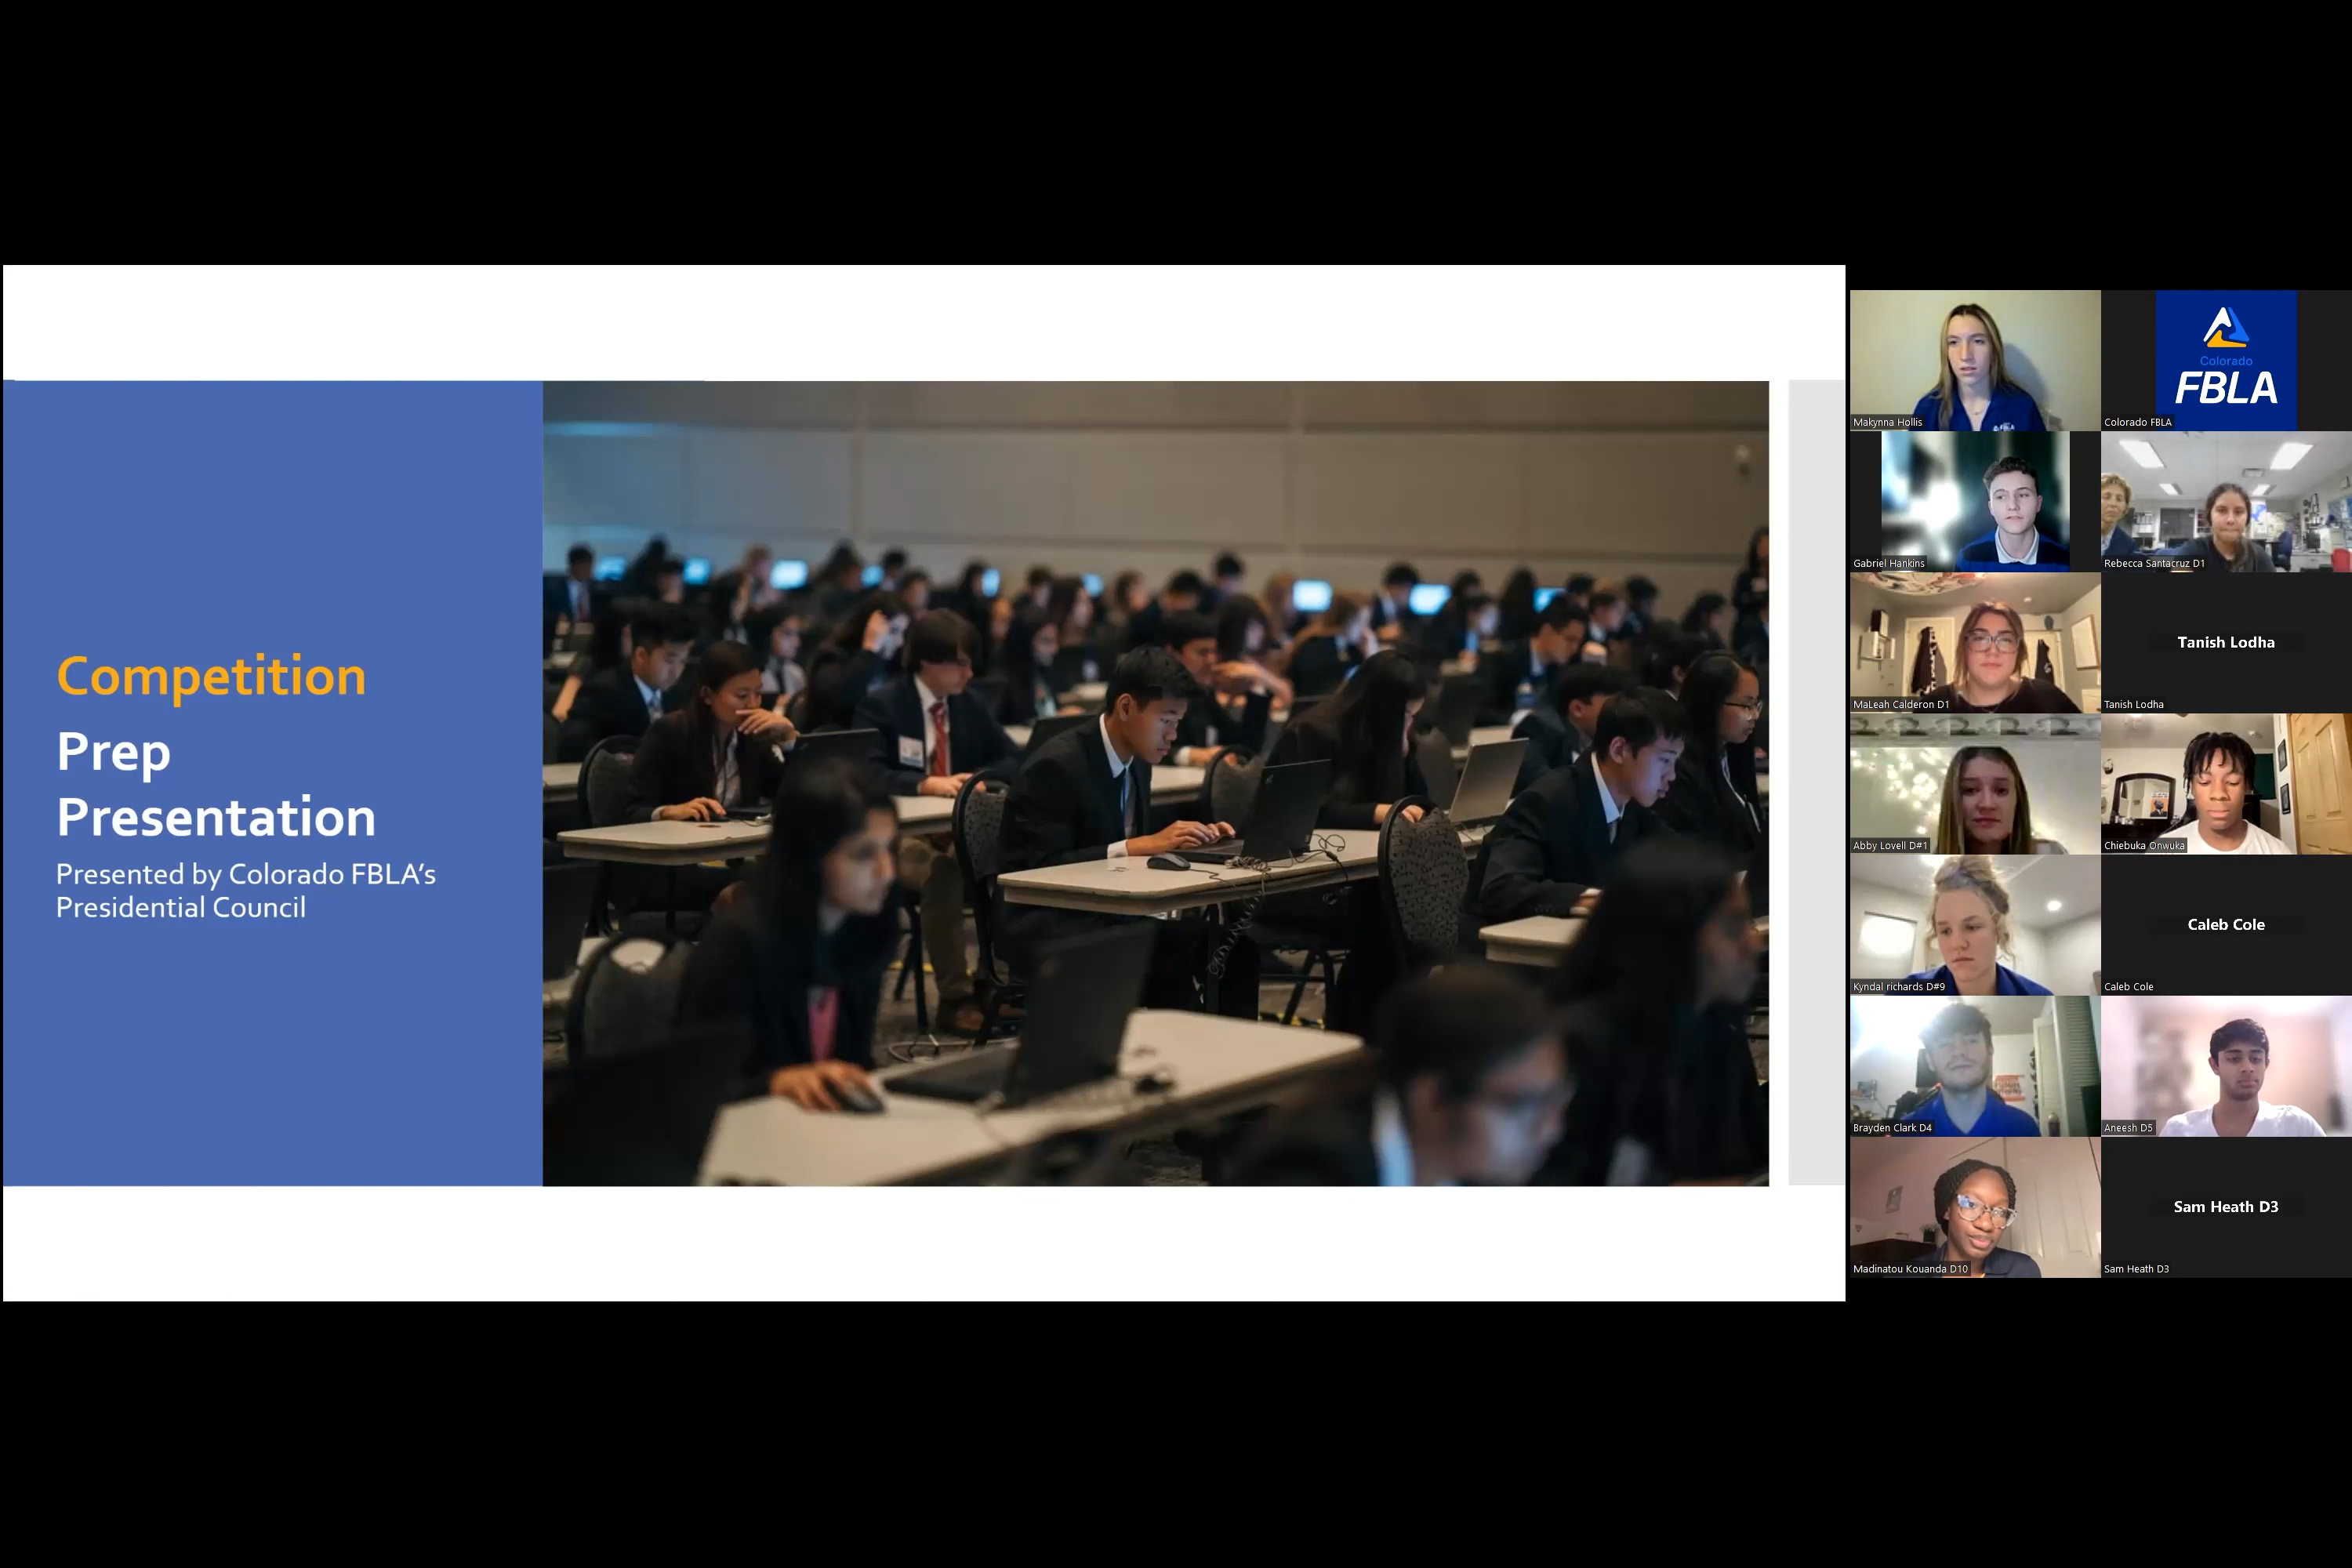 Competition
Prep
Presentation
Presented by Colorado FBLA's
Presidential Council
Makynna Hollis
Colorado
FBLA
Colorado FBLA
Gabriel Hankins
Rebecca Santacruz D1
MaLeah Calderon D1
Tanish Lodha
Tanish Lodha
Abby Lovell D#1
Chiebuka Onwuka
Kyndal richards D#9
Caleb Cole
Caleb Cole
Brayden Clark D4
Aneesh D5
Madinatou Kouanda D10
Sam Heath D3
Sam Heath D3